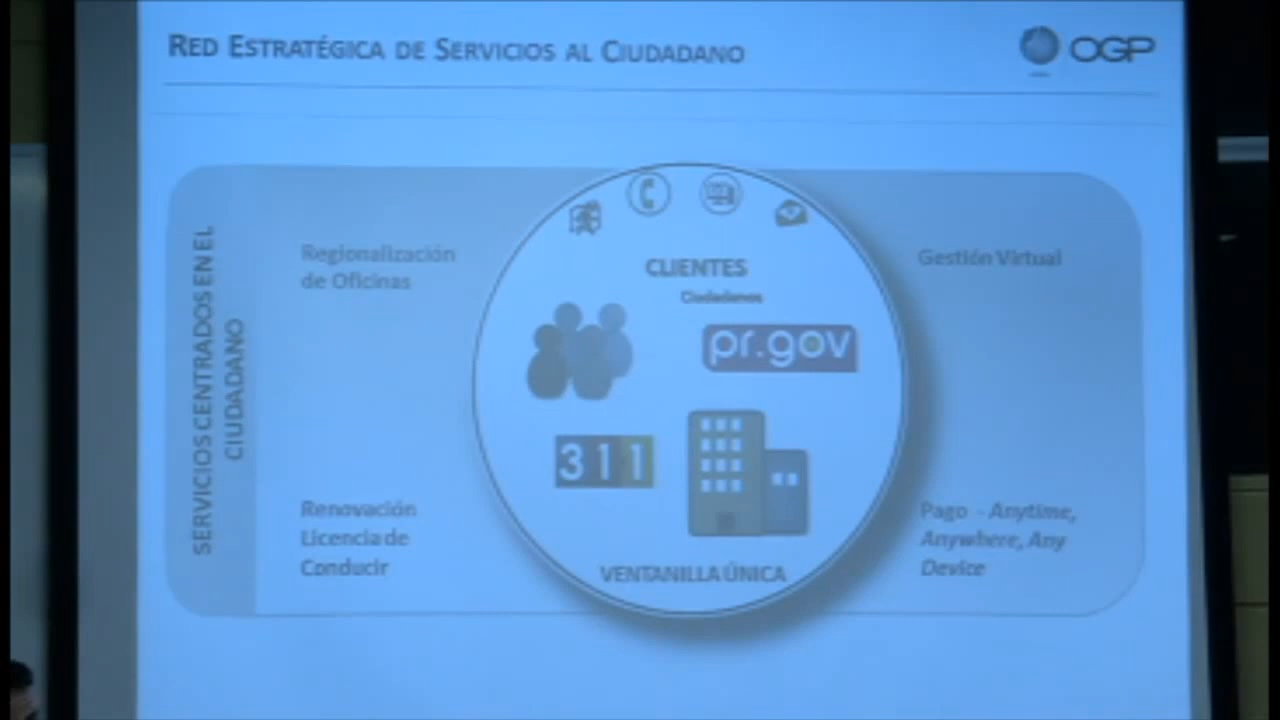 RED ESTRATÉGICA DE SERVICIOS AL CIUDADANO
OGP
SERVICIOS CENTRADOS EN EL
CIUDADANO
Regionalización
de Oficinas
Renovación
Licencia de
Conducir
CLIENTES
Ciudadanos
pr.gov
311
VENTANILLA ÚNICA
Gestión Virtual
Pago - Anytime,
Anywhere, Any
Device